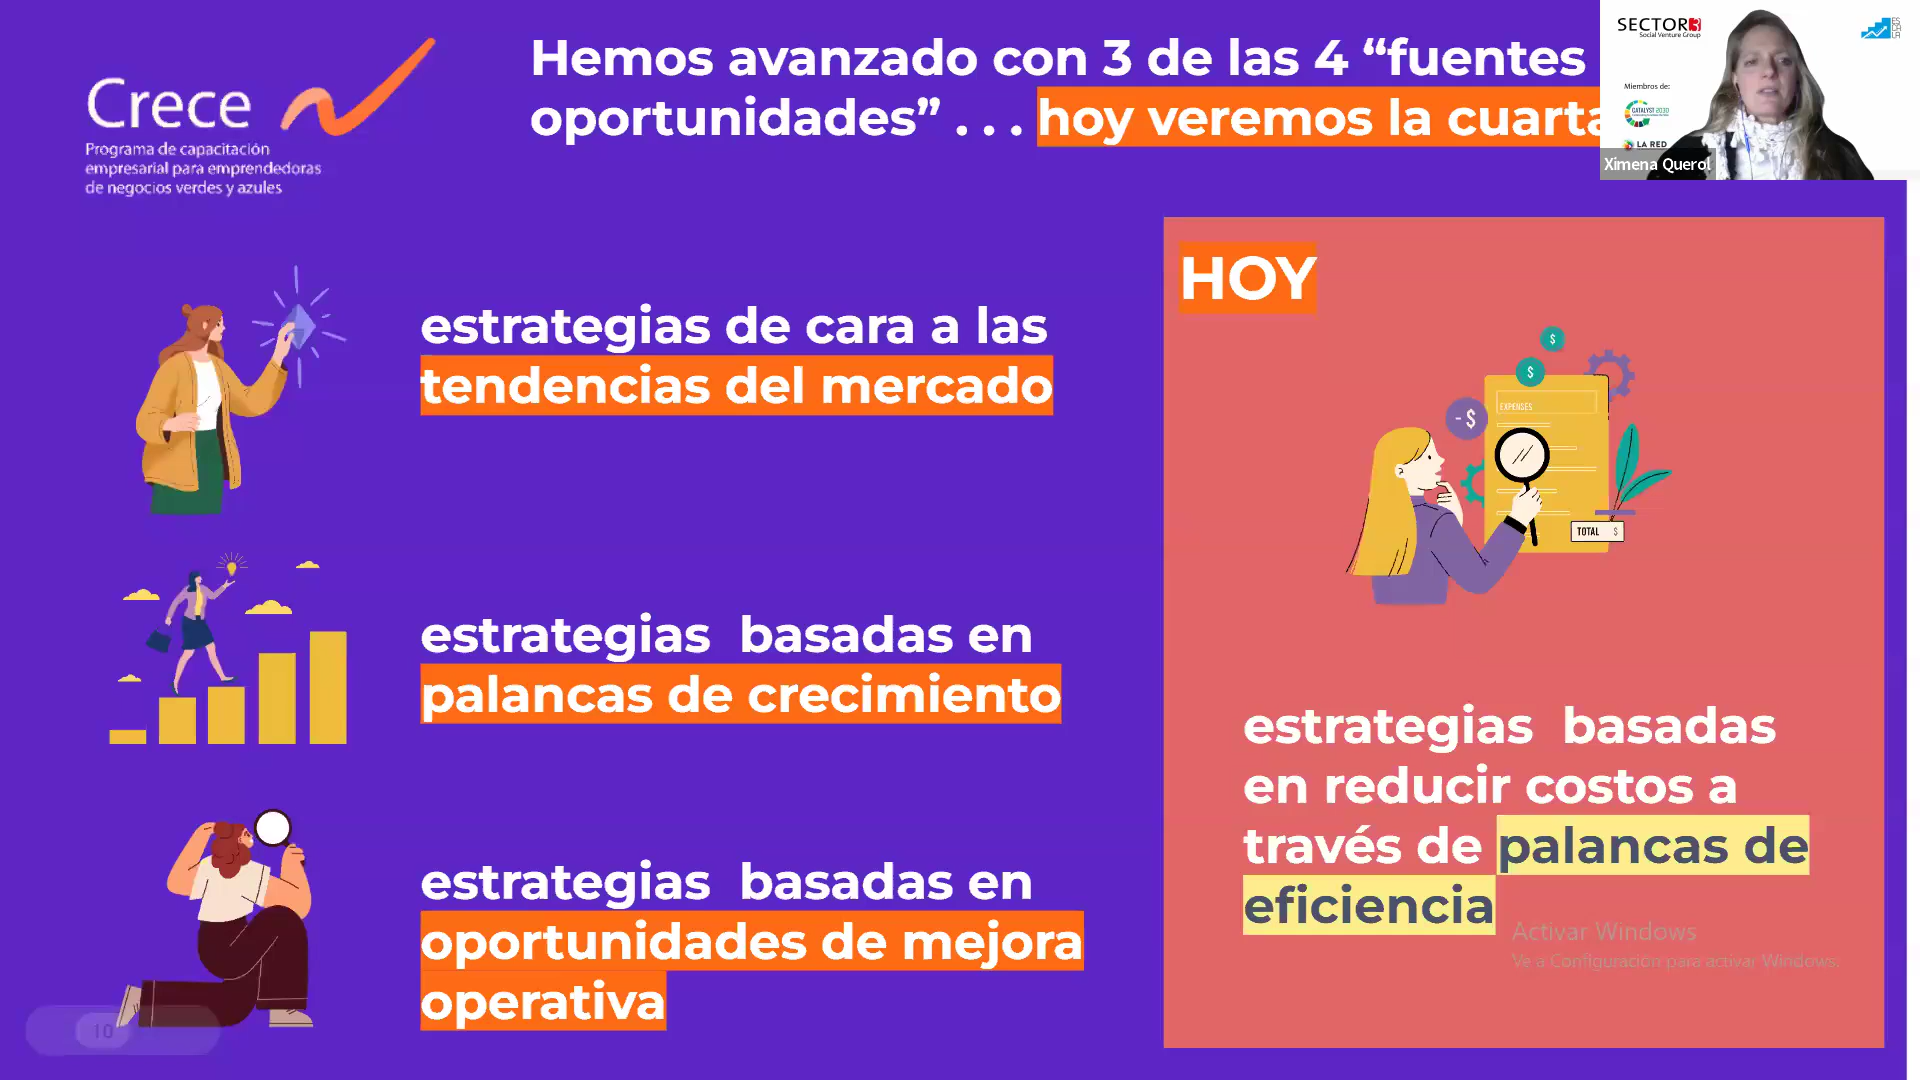 Crece
Programa de capacitación
empresarial para emprendedoras
de negocios verdes y azules
Hemos avanzado con 3 de las 4 “fuentes
oportunidades” . . . hoy veremos la cuarta
SECTOR3
Social Venture Group
Miembros de:
CATALYST 2030
LA RED
Ximena Querol
estrategias de cara a las
tendencias del mercado
estrategias basadas en
palancas de crecimiento
estrategias basadas en
oportunidades de mejora
operativa
HOY
$
$
- $
EXPENSES
TOTAL $
estrategias basadas
en reducir costos a
través de palancas de
eficiencia
Activar Windows
Ve a Configuración para activar Windows.
10